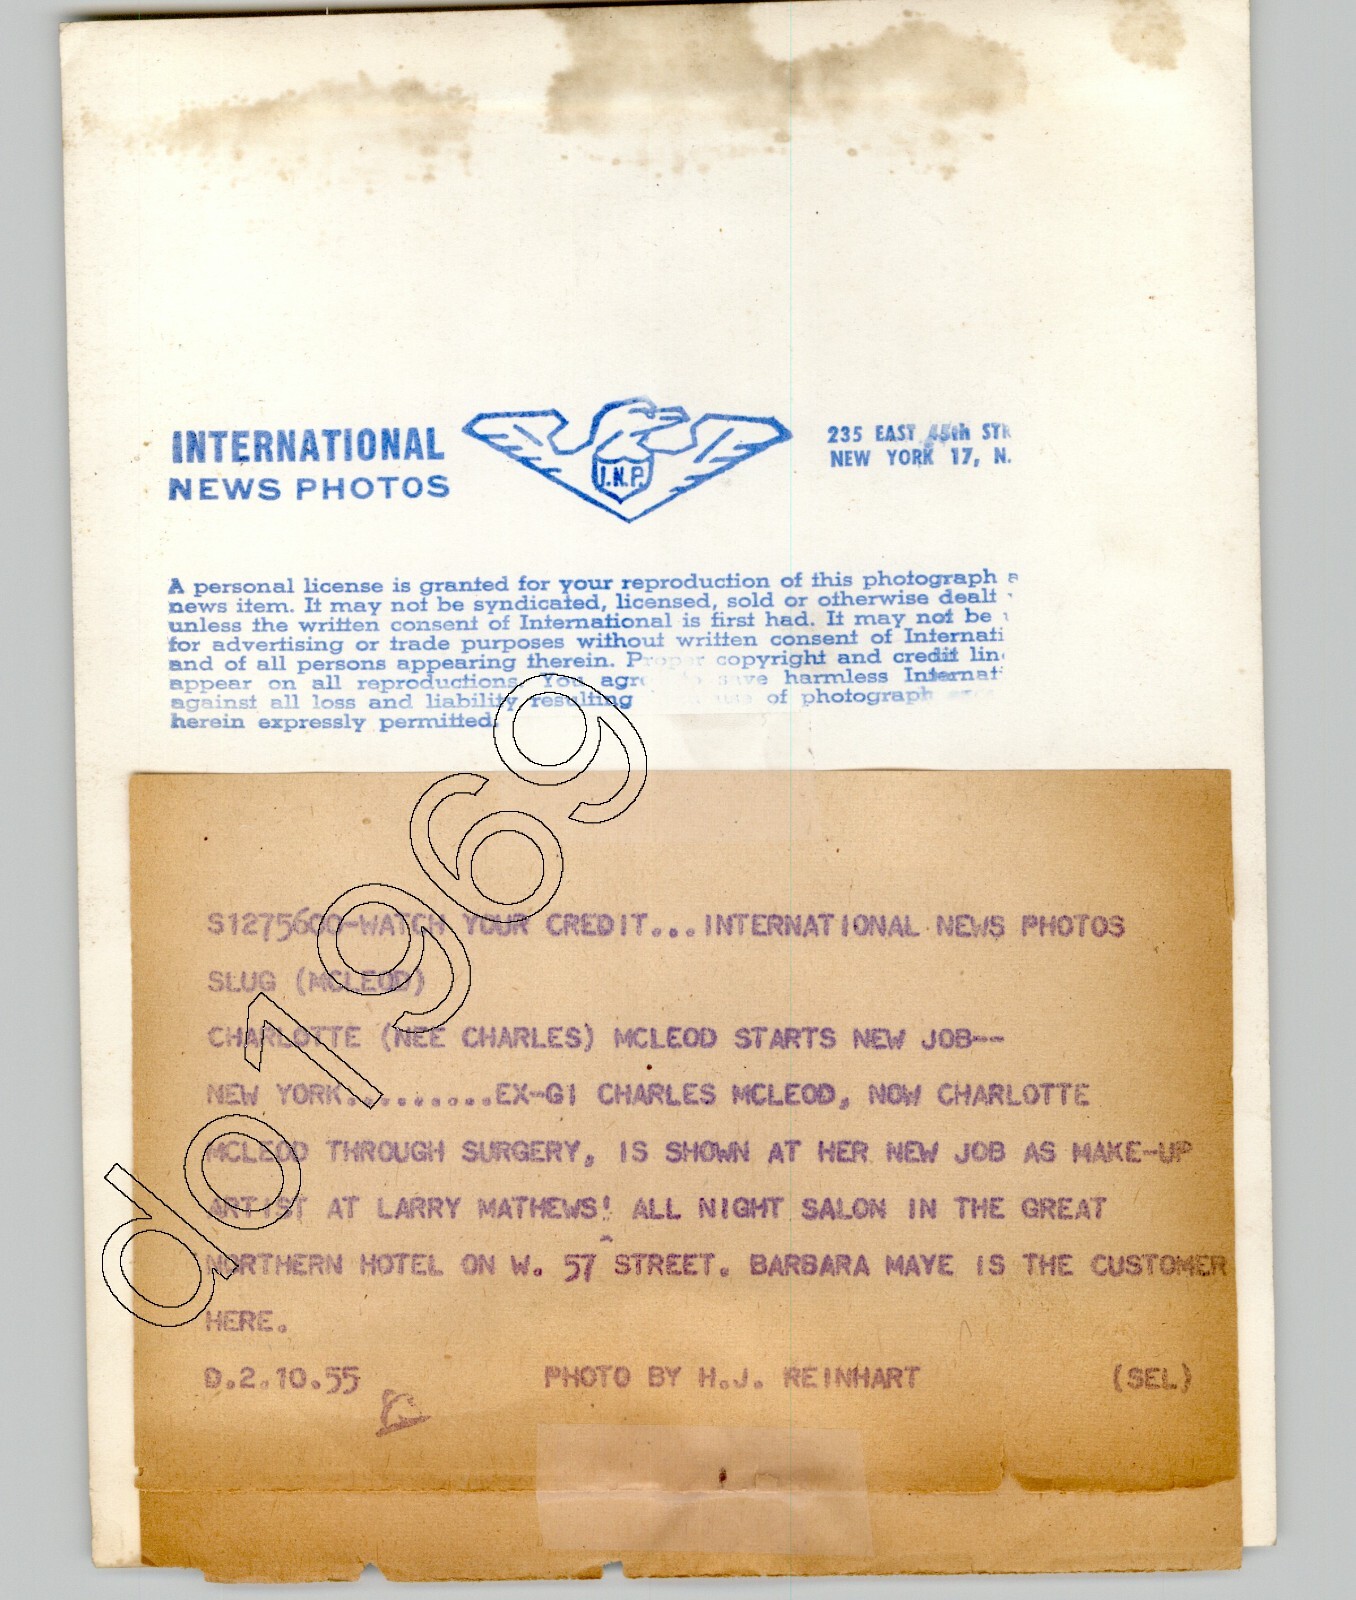 INTERNATIONAL
NEWS PHOTOS
I.N.P.
235 EAST 45th STR
NEW YORK 17, N.
A personal license is granted for your reproduction of this photograph
news item. It may not be syndicated, licensed, sold or otherwise dealt
unless the written consent of International is first had. It may not be
for advertising or trade purposes without written consent of Internati
and of all persons appearing therein. Proper copyright and credit lin
appear on all reproductions. You agre to save harmless Internati
against all loss and liability resulting use of photograph
herein expressly permitted.
S1275600-WATCH YOUR CREDIT...INTERNATIONAL NEWS PHOTOS
SLUG (MCLEOD)
CHARLOTTE (NEE CHARLES) MCLEOD STARTS NEW JOB--
NEW YORK.........EX-GI CHARLES MCLEOD, NOW CHARLOTTE
MCLEOD THROUGH SURGERY, IS SHOWN AT HER NEW JOB AS MAKE-UP
ARTIST AT LARRY MATHEWS' ALL NIGHT SALON IN THE GREAT
NORTHERN HOTEL ON W. 57 STREET. BARBARA MAYE IS THE CUSTOMER
HERE.
D.2.10.55 PHOTO BY H.J. REINHART (SEL)
do1969